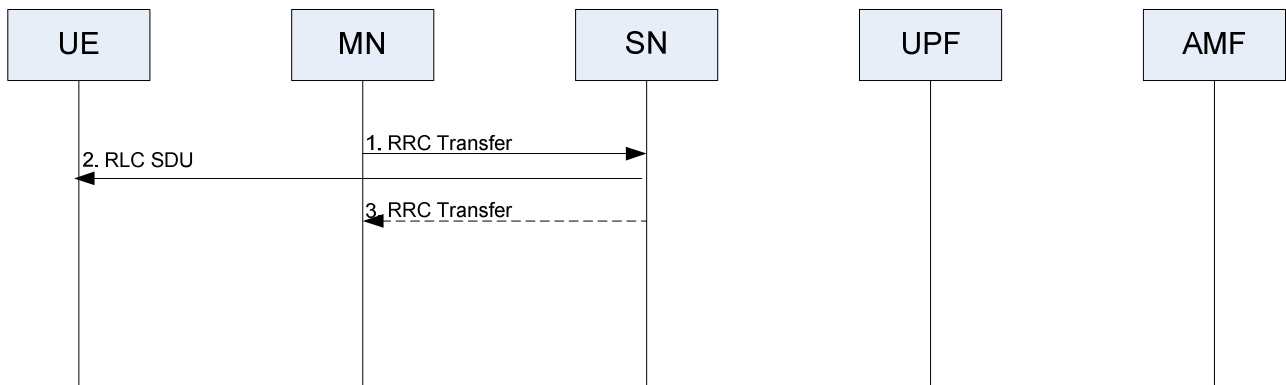 UE
MN
SN
UPF
AMF
1. RRC Transfer
2. RLC SDU
3. RRC Transfer